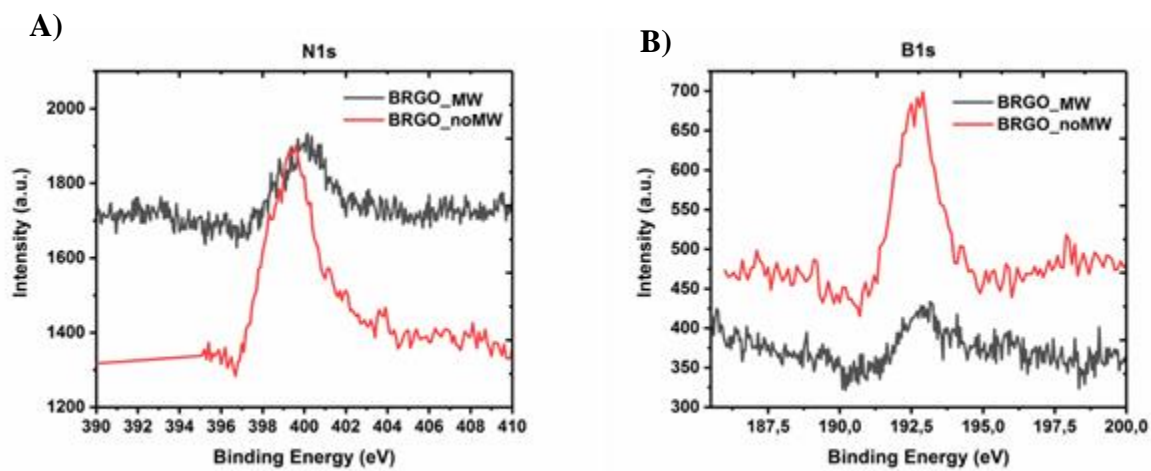 A)
N1s
BRGO_MW
BRGO_noMW
Intensity (a.u.)
2000
1800
1600
1400
1200
390 392 394 396 398 400 402 404 406 408 410
Binding Energy (eV)
B)
B1s
BRGO_MW
BRGO_noMW
Intensity (a.u.)
700
650
600
550
500
450
400
350
300
187,5 190,0 192,5 195,0 197,5 200,0
Binding Energy (eV)